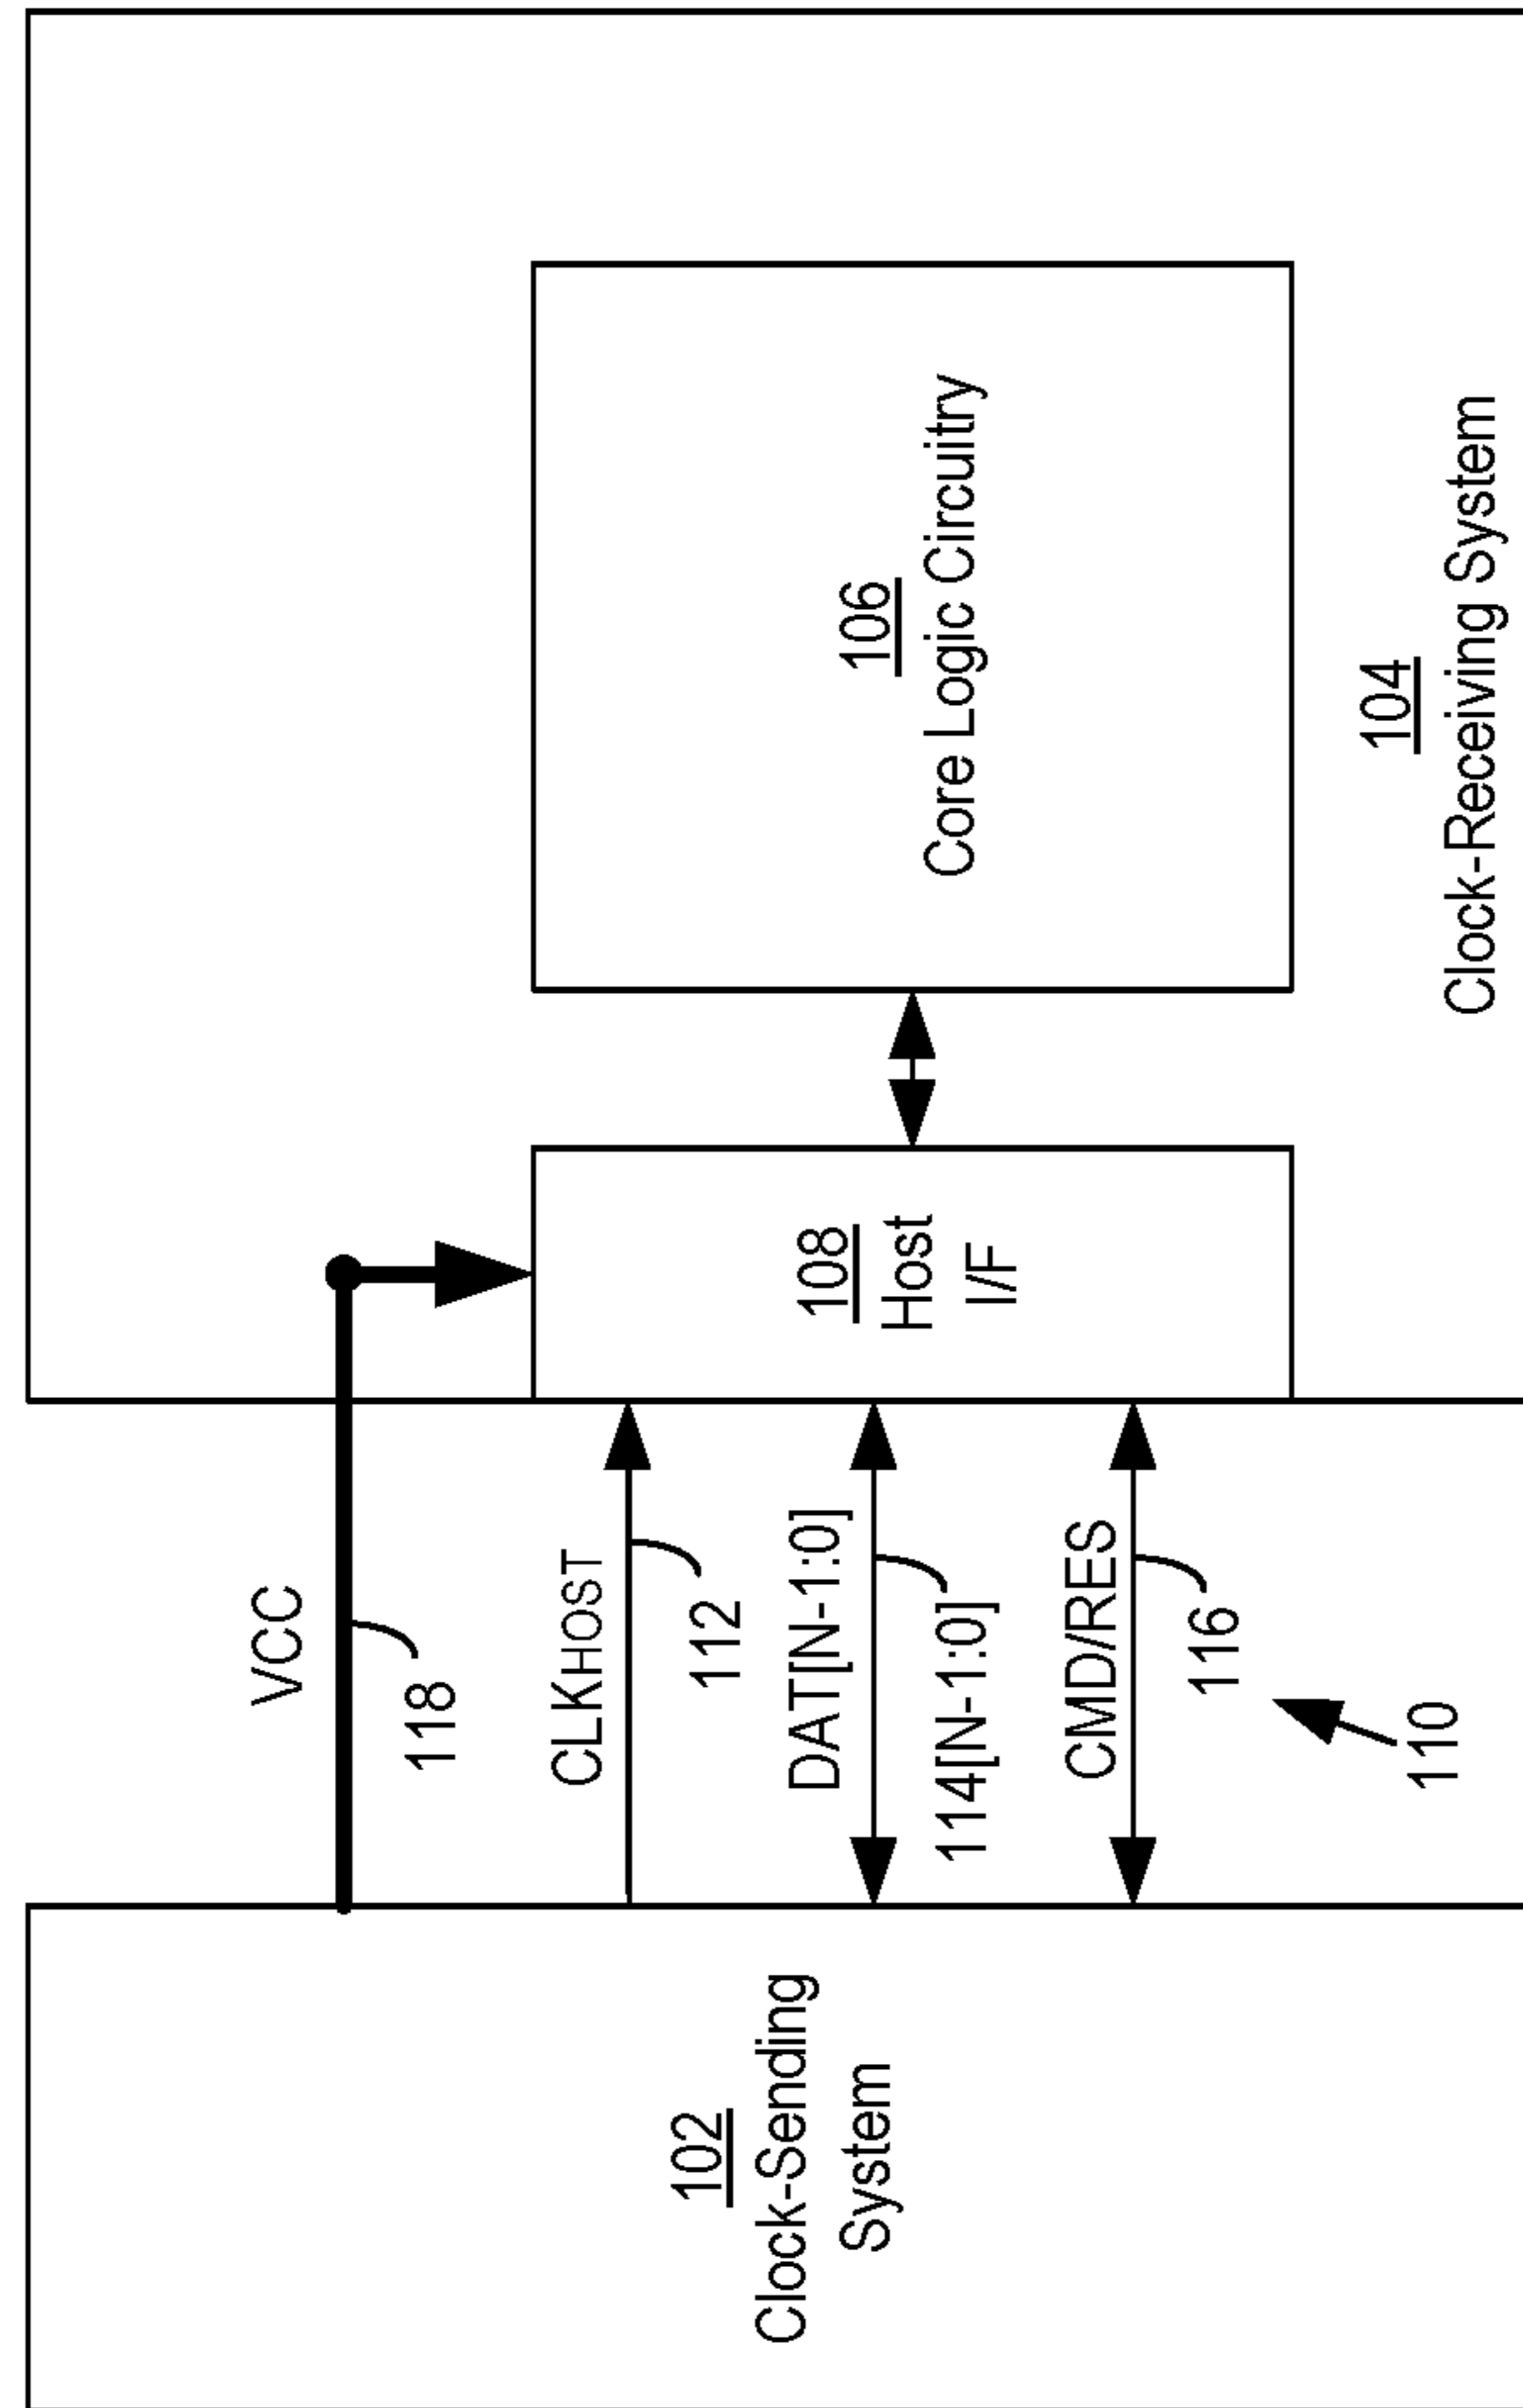 102
Clock-Sending
System
VCC
118
CLKHOST
112
DAT[N-1:0]
114[N-1:0]
CMD/RES
116
110
108
Host
I/F
106
Core Logic Circuitry
104
Clock-Receiving System